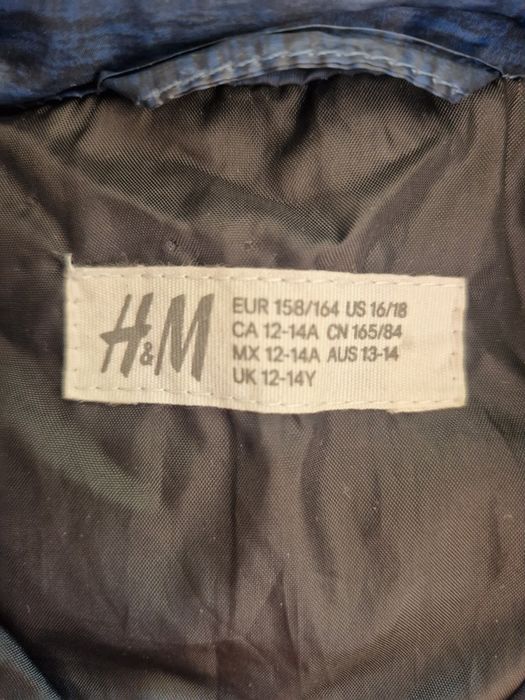 H&M
EUR 158/164 US 16/18
CA 12-14A CN 165/84
MX 12-14A AUS 13-14
UK 12-14Y